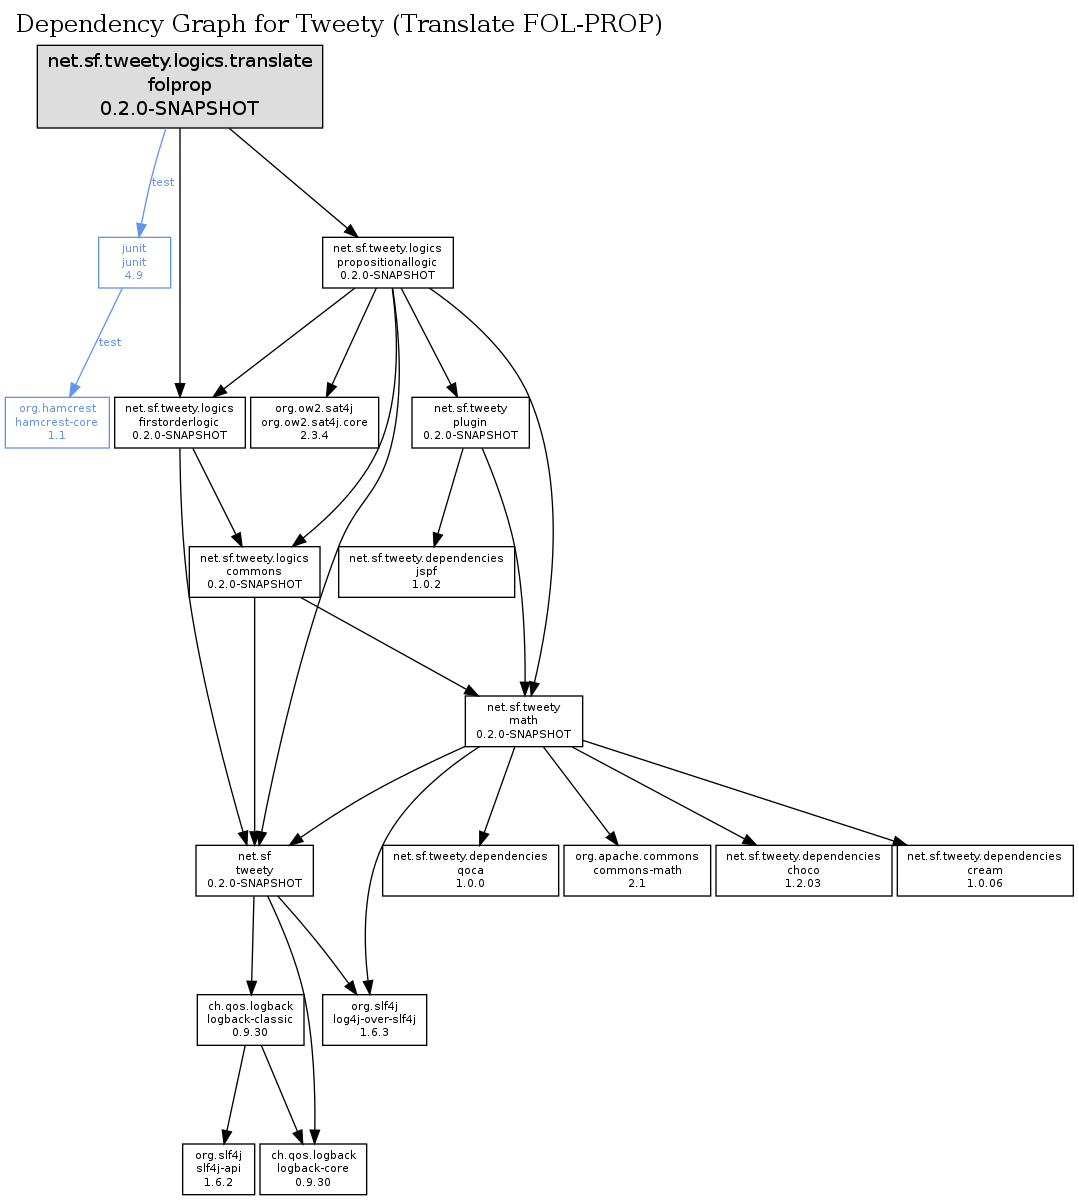 Dependency Graph for Tweety (Translate FOL-PROP)
net.sf.tweety.logics.translate
folprop
0.2.0-SNAPSHOT
test
junit
junit
4.9
net.sf.tweety.logics
propositionallogic
0.2.0-SNAPSHOT
test
org.hamcrest
hamcrest-core
1.1
net.sf.tweety.logics
firstorderlogic
0.2.0-SNAPSHOT
org.ow2.sat4j
org.ow2.sat4j.core
2.3.4
net.sf.tweety
plugin
0.2.0-SNAPSHOT
net.sf.tweety.logics
commons
0.2.0-SNAPSHOT
net.sf.tweety.dependencies
jspf
1.0.2
net.sf.tweety
math
0.2.0-SNAPSHOT
net.sf
tweety
0.2.0-SNAPSHOT
net.sf.tweety.dependencies
qoca
1.0.0
org.apache.commons
commons-math
2.1
net.sf.tweety.dependencies
choco
1.2.03
net.sf.tweety.dependencies
cream
1.0.06
ch.qos.logback
logback-classic
0.9.30
org.slf4j
log4j-over-slf4j
1.6.3
org.slf4j
slf4j-api
1.6.2
ch.qos.logback
logback-core
0.9.30